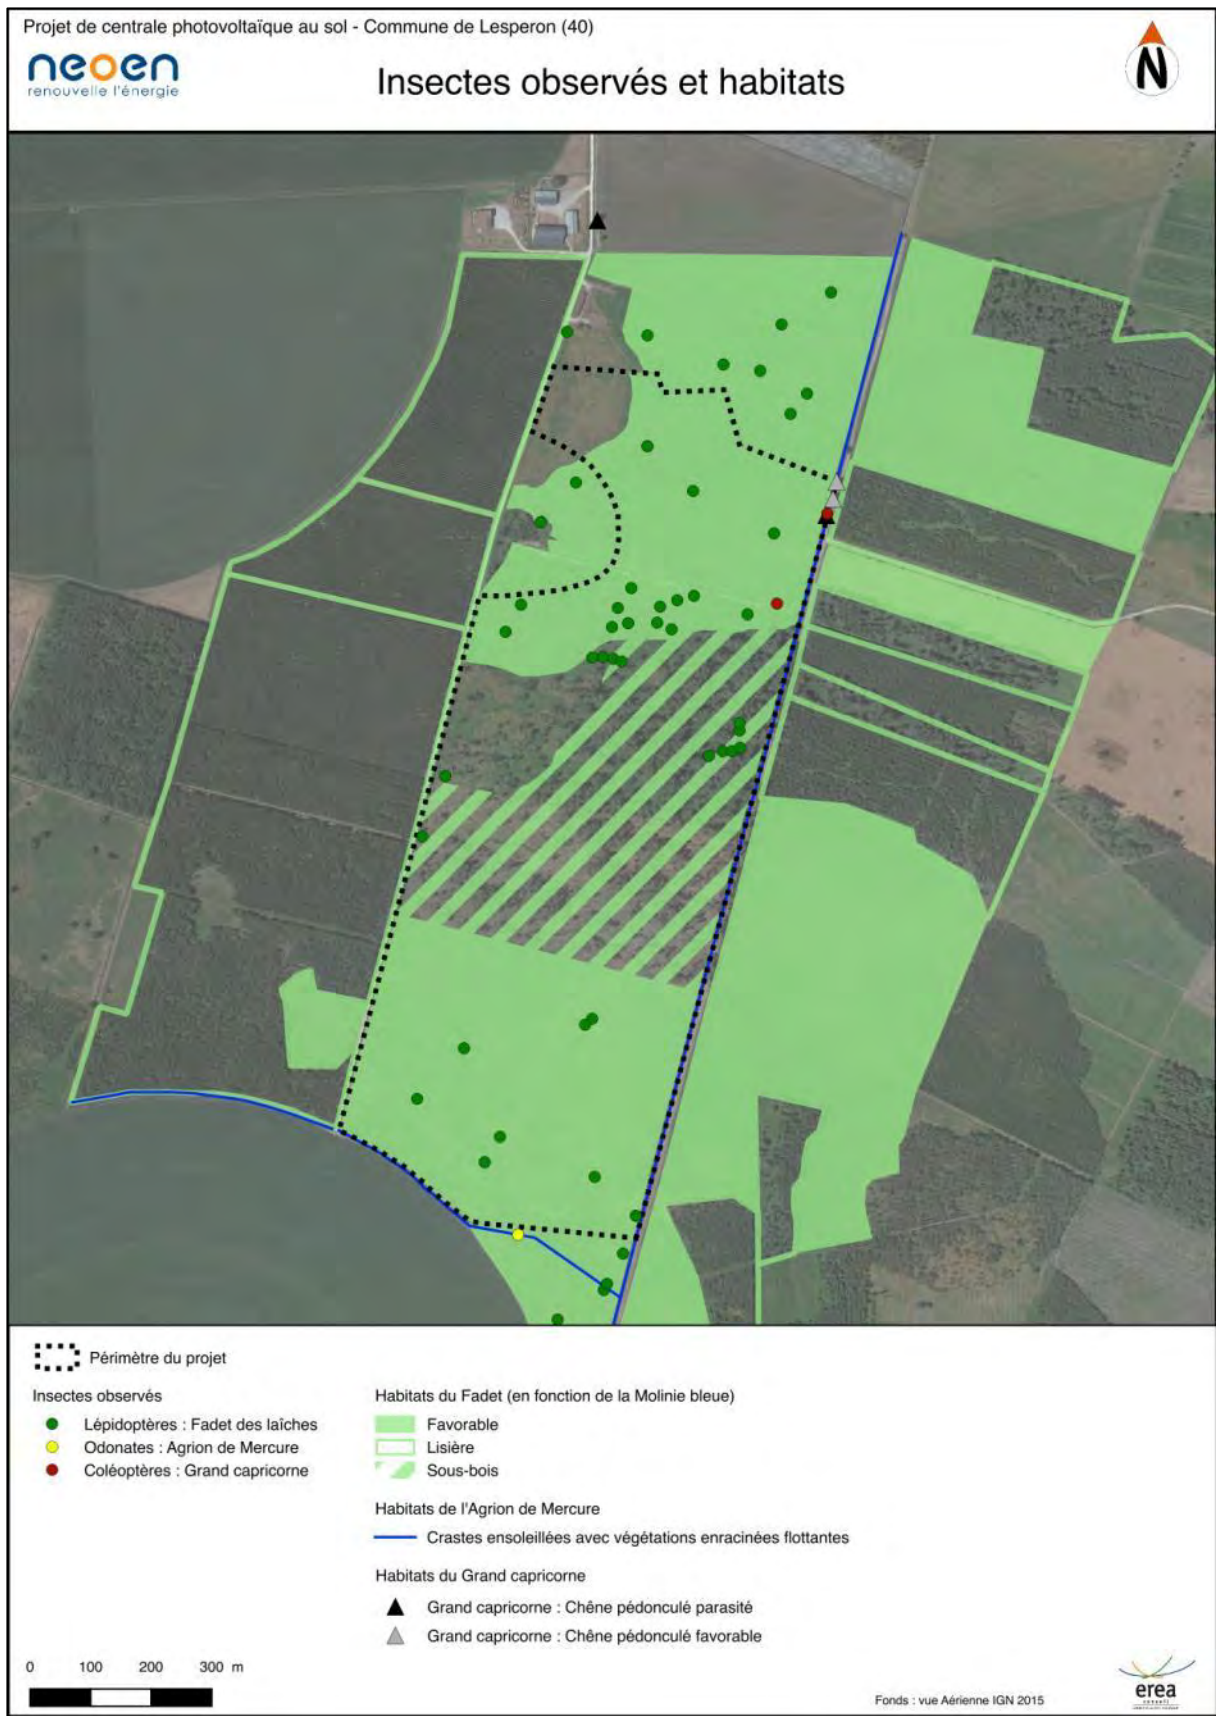 Projet de centrale photovoltaïque au sol - Commune de Lesperon (40)
neoen
renouvelle l'énergie
Insectes observés et habitats
N
Périmètre du projet
Insectes observés
Lépidoptères : Fadet des laîches
Odonates : Agrion de Mercure
Coléoptères : Grand capricorne
Habitats du Fadet (en fonction de la Molinie bleue)
Favorable
Lisière
Sous-bois
Habitats de l'Agrion de Mercure
Crastes ensoleillées avec végétations enracinées flottantes
Habitats du Grand capricorne
Grand capricorne : Chêne pédonculé parasité
Grand capricorne : Chêne pédonculé favorable
0 100 200 300 m
Fonds : vue Aérienne IGN 2015
erea
conseil